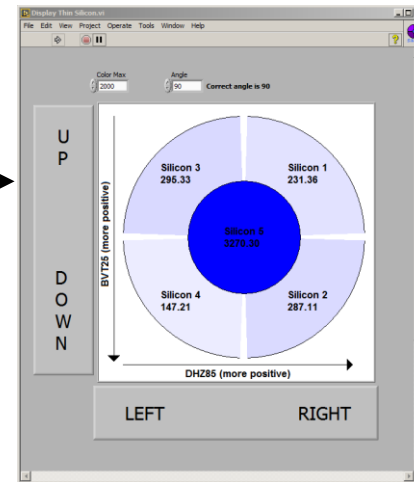 Display Thin Silicon.vi
File Edit View Project Operate Tools Window Help
Color Max
2000
Angle
90
Correct angle is 90
UP
DOWN
BVT25 (more positive)
Silicon 3
295.33
Silicon 1
231.36
Silicon 5
3270.30
Silicon 4
147.21
Silicon 2
287.11
DHZ85 (more positive)
LEFT RIGHT